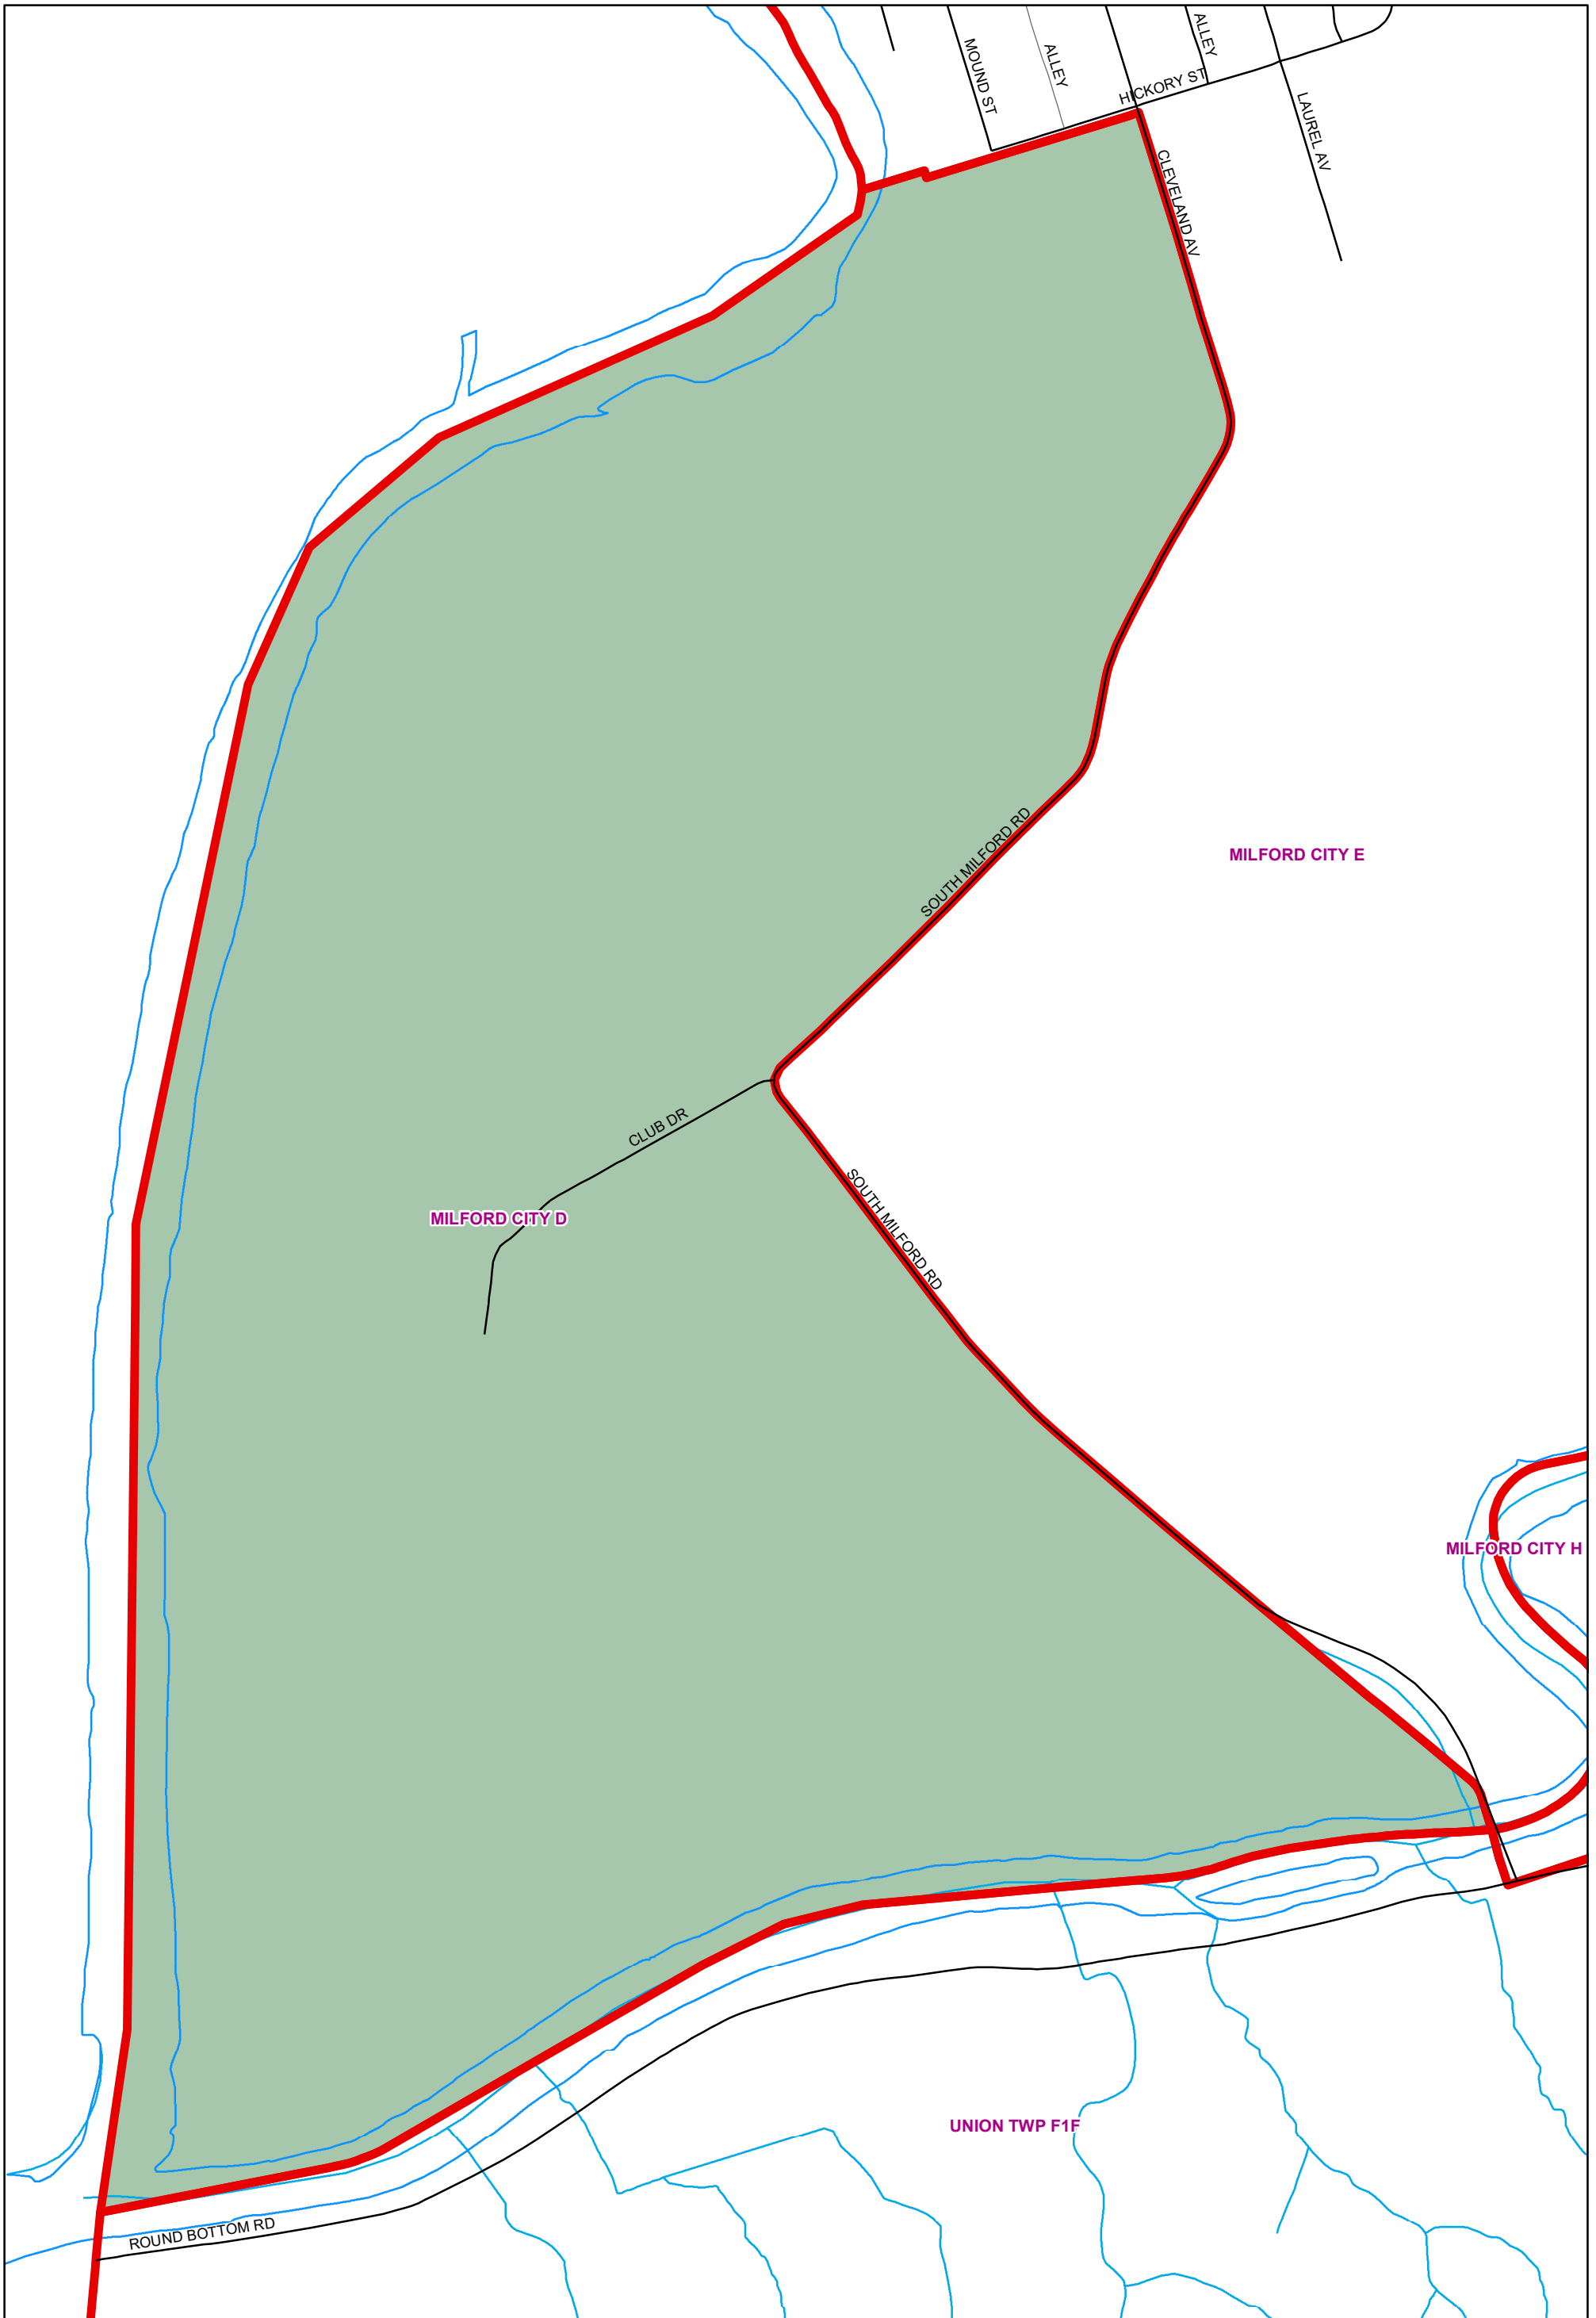 ALLEY
MOUND ST
ALLEY
HICKORY ST
LAUREL AV
CLEVELAND AV
SOUTH MILFORD RD
MILFORD CITY E
CLUB DR
MILFORD CITY D
SOUTH MILFORD RD
MILFORD CITY H
UNION TWP F1F
ROUND BOTTOM RD